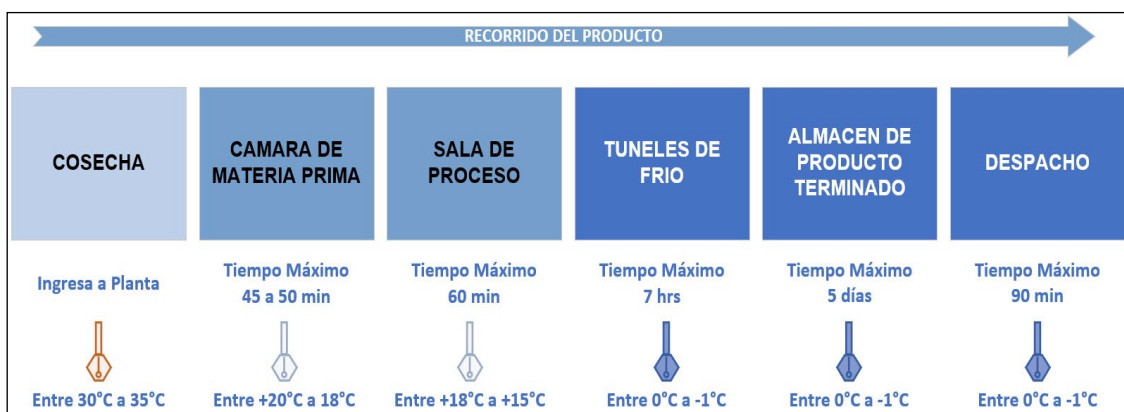 RECORRIDO DEL PRODUCTO
COSECHA
CAMARA DE
MATERIA PRIMA
SALA DE
PROCESO
TUNELES DE
FRIO
ALMACEN DE
PRODUCTO
TERMINADO
DESPACHO
Ingresa a Planta
Tiempo Máximo
45 a 50 min
Tiempo Máximo
60 min
Tiempo Máximo
7 hrs
Tiempo Máximo
5 días
Tiempo Máximo
90 min
Entre 30°C a 35°C
Entre +20°C a 18°C
Entre +18°C a +15°C
Entre 0°C a -1°C
Entre 0°C a -1°C
Entre 0°C a -1°C